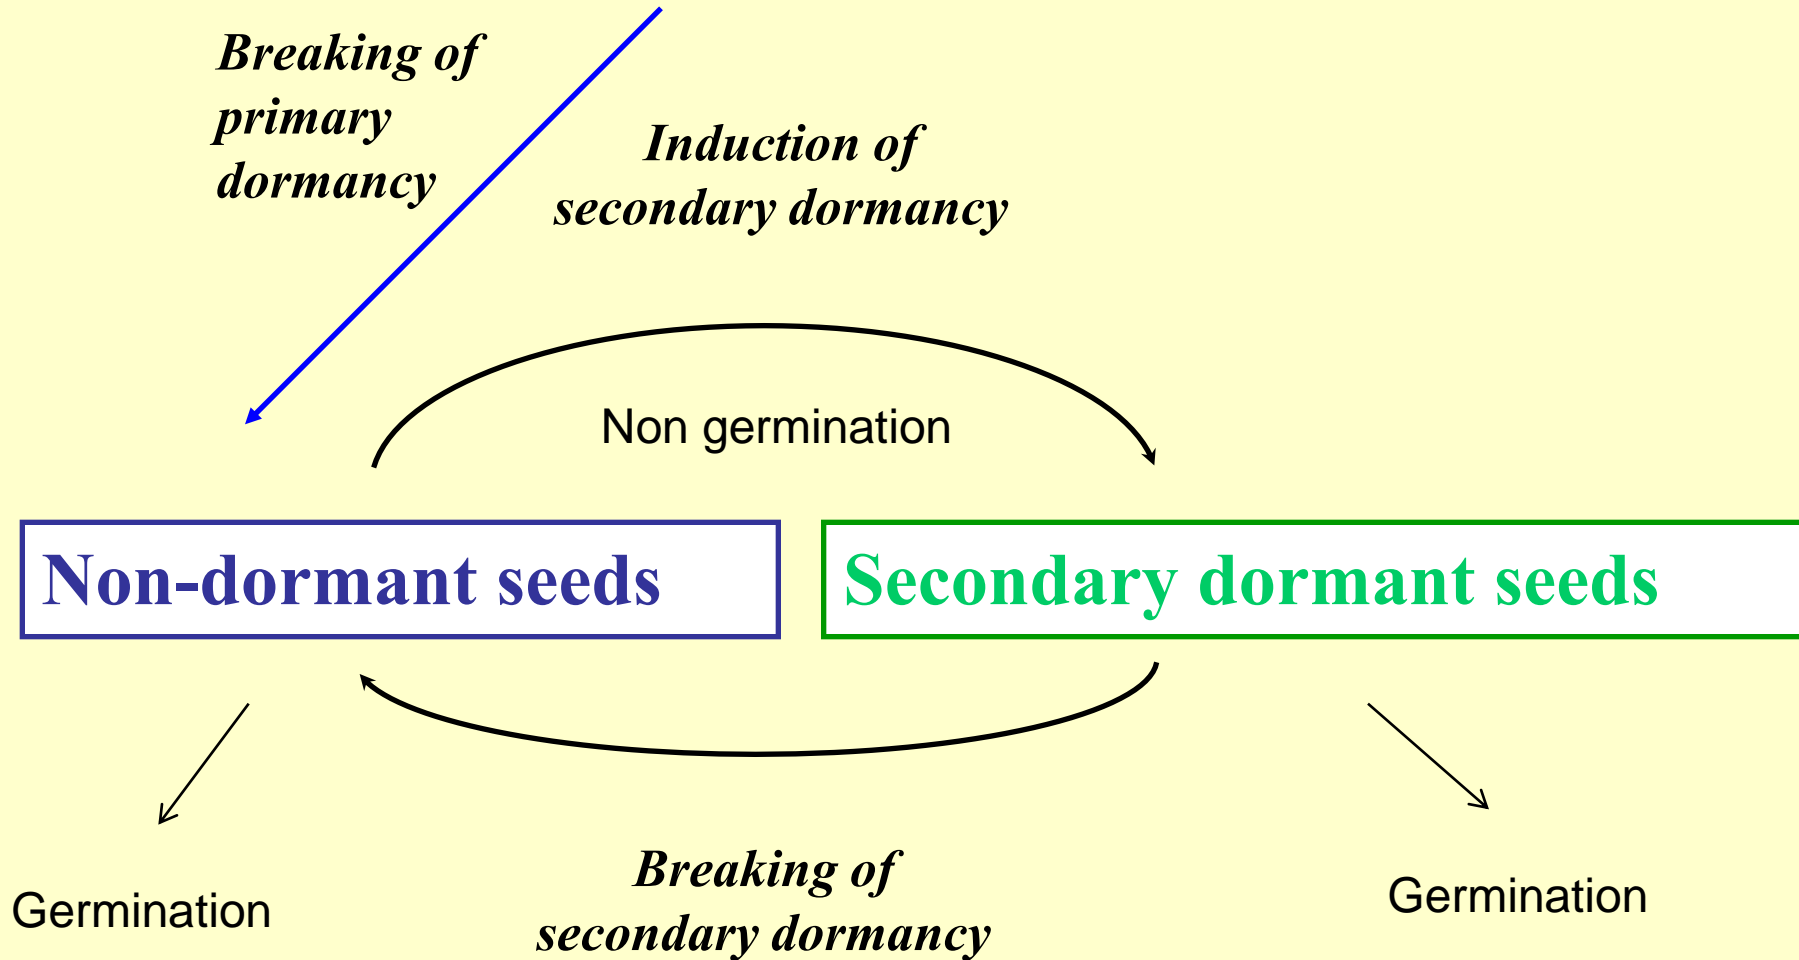 Breaking of
primary
dormancy
Induction of
secondary dormancy
Non germination
Non-dormant seeds
Secondary dormant seeds
Germination
Breaking of
secondary dormancy
Germination